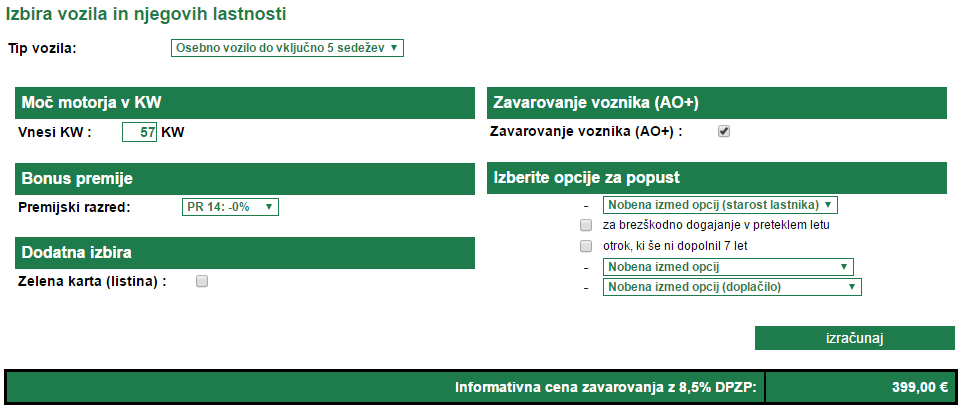 Izbira vozila in njegovih lastnosti
Tip vozila: Osebno vozilo do vključno 5 sedežev
Moč motorja v KW
Vnesi KW : 57 KW
Bonus premije
Premijski razred: PR 14: -0%
Dodatna izbira
Zelena karta (listina) :
Zavarovanje voznika (AO+)
Zavarovanje voznika (AO+) :
Izberite opcije za popust
- Nobena izmed opcij (starost lastnika)
za brezškodno dogajanje v preteklem letu
otrok, ki še ni dopolnil 7 let
- Nobena izmed opcij
- Nobena izmed opcij (doplačilo)
izračunaj
Informativna cena zavarovanja z 8,5% DPZP: 399,00 €